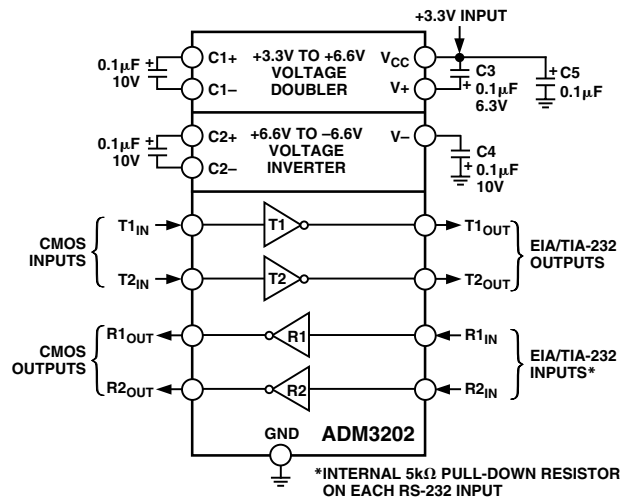 +3.3V INPUT
0.1μF
10V
+
C1+
C1–
+3.3V TO +6.6V
VOLTAGE
DOUBLER
VCC
V+
C3
+ 0.1μF
6.3V
+ C5
0.1μF
0.1μF
10V
+
C2+
C2–
+6.6V TO –6.6V
VOLTAGE
INVERTER
V–
C4
+ 0.1μF
10V
CMOS
INPUTS
T1IN
T2IN
T1
T2
T1OUT
T2OUT
EIA/TIA-232
OUTPUTS
CMOS
OUTPUTS
R1OUT
R2OUT
R1
R2
R1IN
R2IN
EIA/TIA-232
INPUTS*
GND
ADM3202
*INTERNAL 5kΩ PULL-DOWN RESISTOR
ON EACH RS-232 INPUT